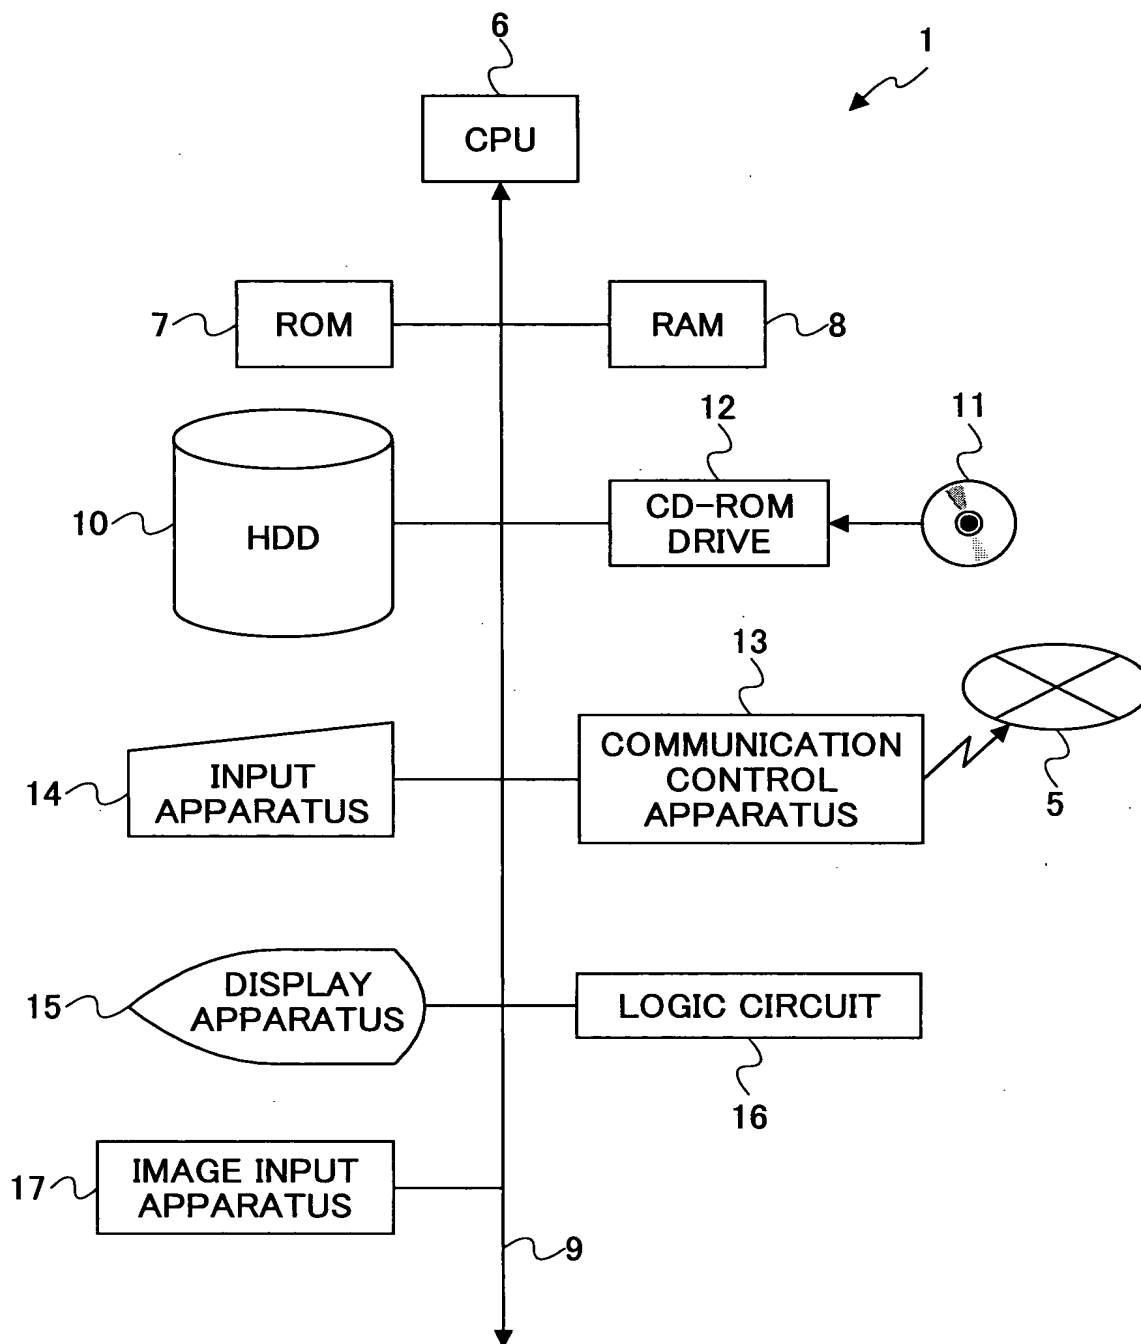 6
1
CPU
7
ROM
RAM
8
12
11
10
HDD
CD-ROM
DRIVE
13
14
INPUT
APPARATUS
COMMUNICATION
CONTROL
APPARATUS
5
15
DISPLAY
APPARATUS
LOGIC CIRCUIT
16
17
IMAGE INPUT
APPARATUS
9